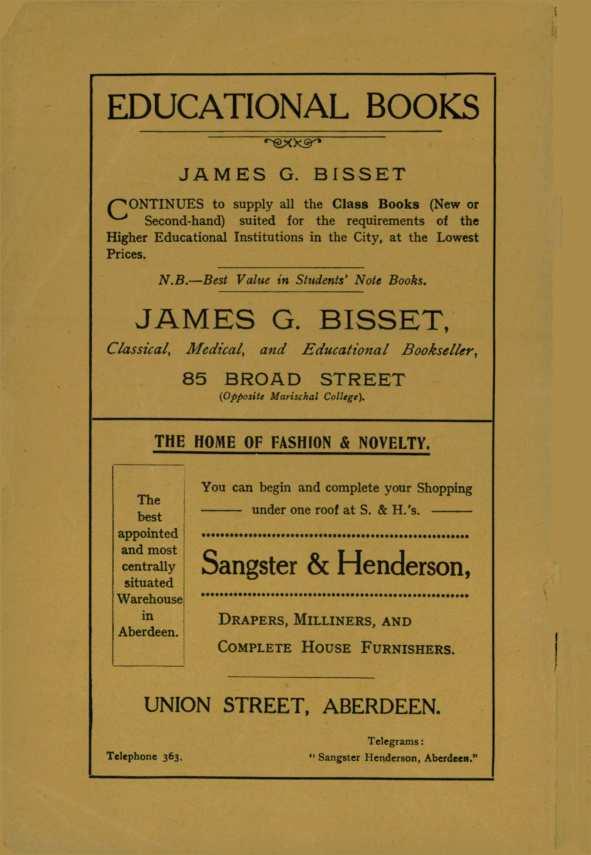 EDUCATIONAL BOOKS
JAMES G. BISSET
CONTINUES to supply all the Class Books (New or
Second-hand) suited for the requirements of the
Higher Educational Institutions in the City, at the Lowest
Prices.
N.B.—Best Value in Students' Note Books.
JAMES G. BISSET,
Classical, Medical, and Educational Bookseller,
85 BROAD STREET
(Opposite Marischal College).
THE HOME OF FASHION & NOVELTY.
The
best
appointed
and most
centrally
situated
Warehouse
in
Aberdeen.
You can begin and complete your Shopping
under one roof at S. & H.'s.
Sangster & Henderson,
DRAPERS, MILLINERS, AND
COMPLETE HOUSE FURNISHERS.
UNION STREET, ABERDEEN.
Telephone 363.
Telegrams:
"Sangster Henderson, Aberdeen."